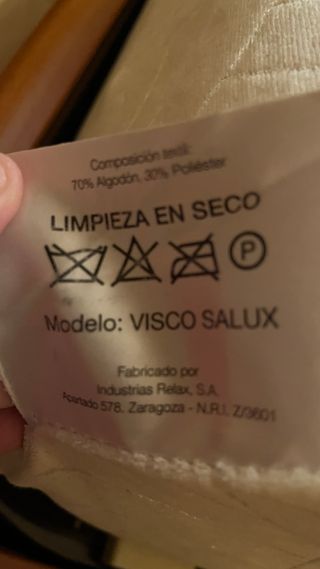 Composición textil:
70% Algodón, 30% Poliéster
LIMPIEZA EN SECO
P
Modelo: VISCO SALUX
Fabricado por
Industrias Relax, S.A.
Apartado 578, Zaragoza - N.R.I. Z/3601